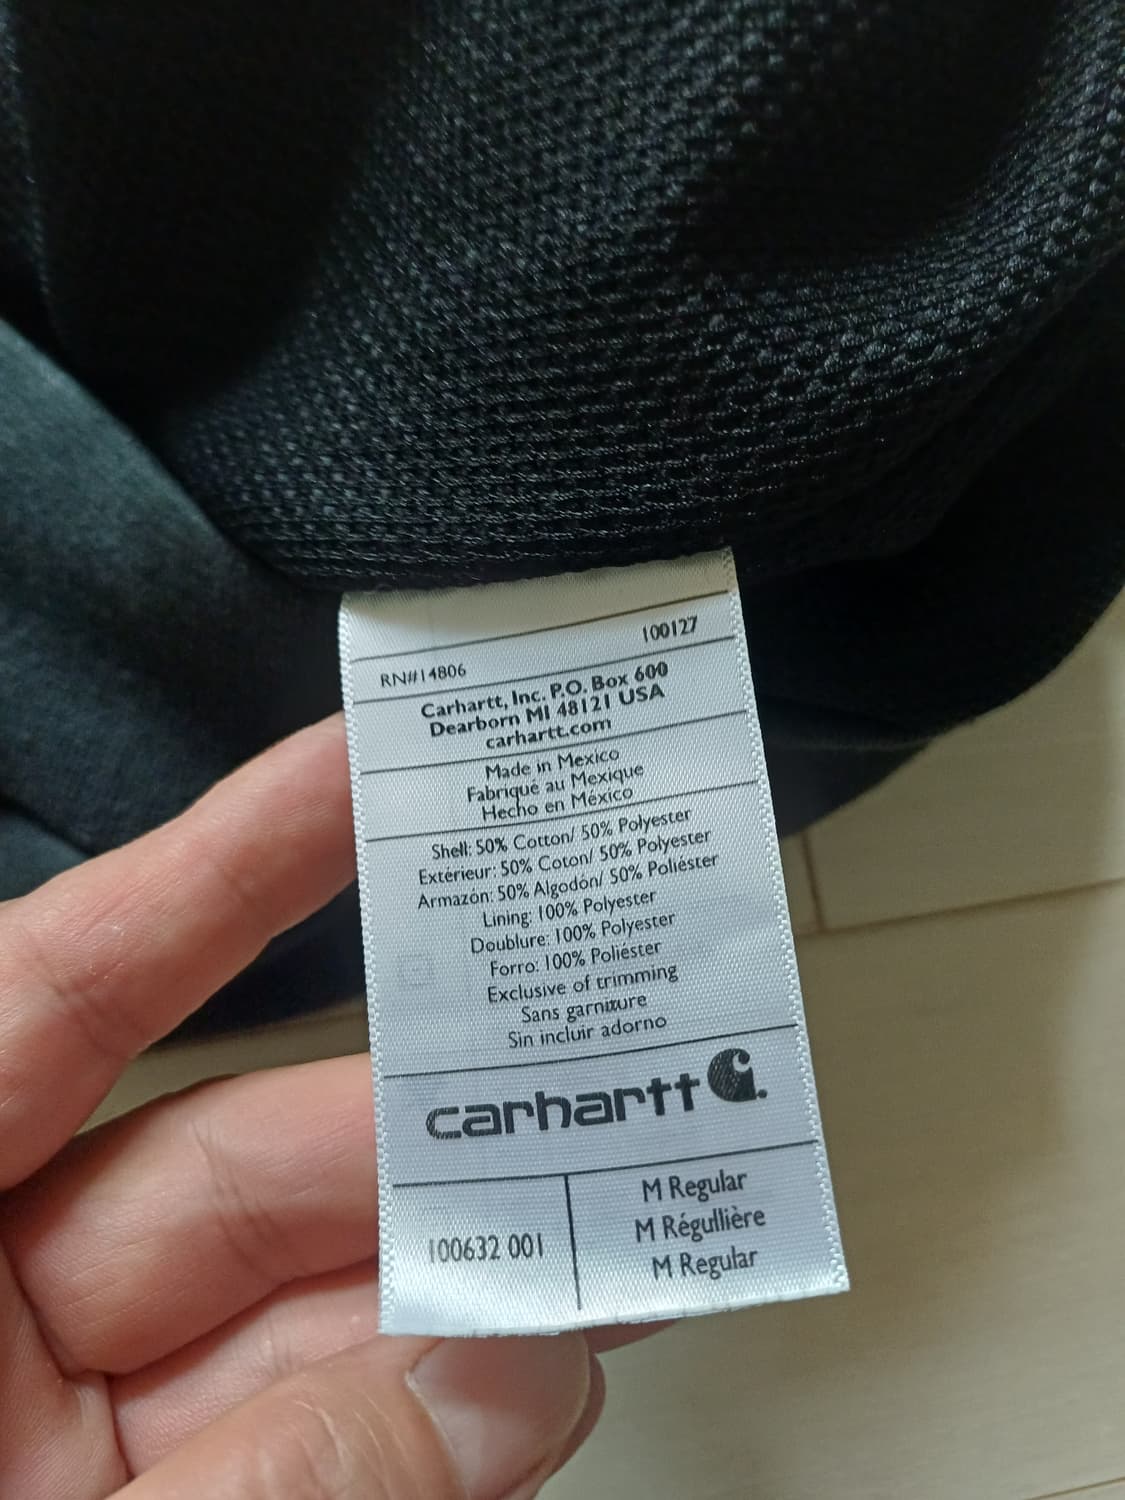 100127
RN#14806
Carhartt, Inc. P.O. Box 600
Dearborn MI 48121 USA
carhartt.com
Made in Mexico
Fabriqué au Mexique
Hecho en México
Shell: 50% Cotton/ 50% Polyester
Extérieur: 50% Coton/ 50% Polyester
Armazón: 50% Algodón/ 50% Poliéster
Lining: 100% Polyester
Doublure: 100% Polyester
Forro: 100% Poliéster
Exclusive of trimming
Sans garniture
Sin incluir adorno
carhartt
100632 001
M Regular
M Régullière
M Regular